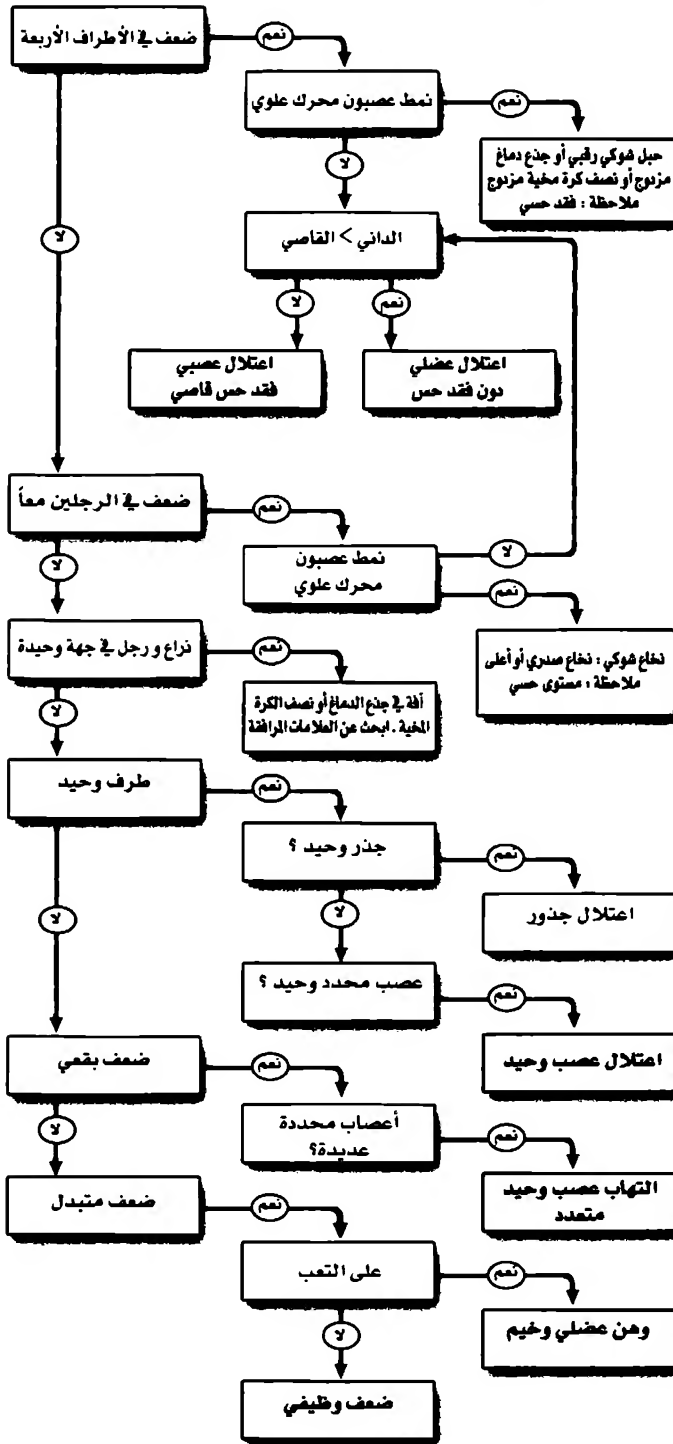 ضعف في الأطراف الأربعة
نعم
نمط عصبون محرك علوي
نعم
حبل شوكي رقبي أو جذع دماغ
مزدوج أو نصف كرة مخية مزدوج
ملاحظة : فقد حسي
لا
لا
الداني > القاصي
لا
نعم
اعتلال عصبي
فقد حس قاصي
اعتلال عضلي
دون فقد حس
ضعف في الرجلين معاً
نعم
نمط عصبون
محرك علوي
لا
نعم
لا
نخاع شوكي : نخاع صدري أو أعلى
ملاحظة : مستوى حسي
ذراع و رجل في جهة وحيدة
نعم
آفة في جذع الدماغ أو نصف الكرة
المخية . ابحث عن العلامات المرافقة
لا
طرف وحيد
نعم
جذر وحيد ؟
نعم
اعتلال جذور
لا
لا
عصب محدد وحيد ؟
نعم
اعتلال عصب وحيد
ضعف بقعي
نعم
أعصاب محددة
عديدة؟
نعم
التهاب عصب وحيد
متعدد
لا
ضعف متبدل
نعم
على التعب
نعم
وهن عضلي وخيم
لا
ضعف وظيفي